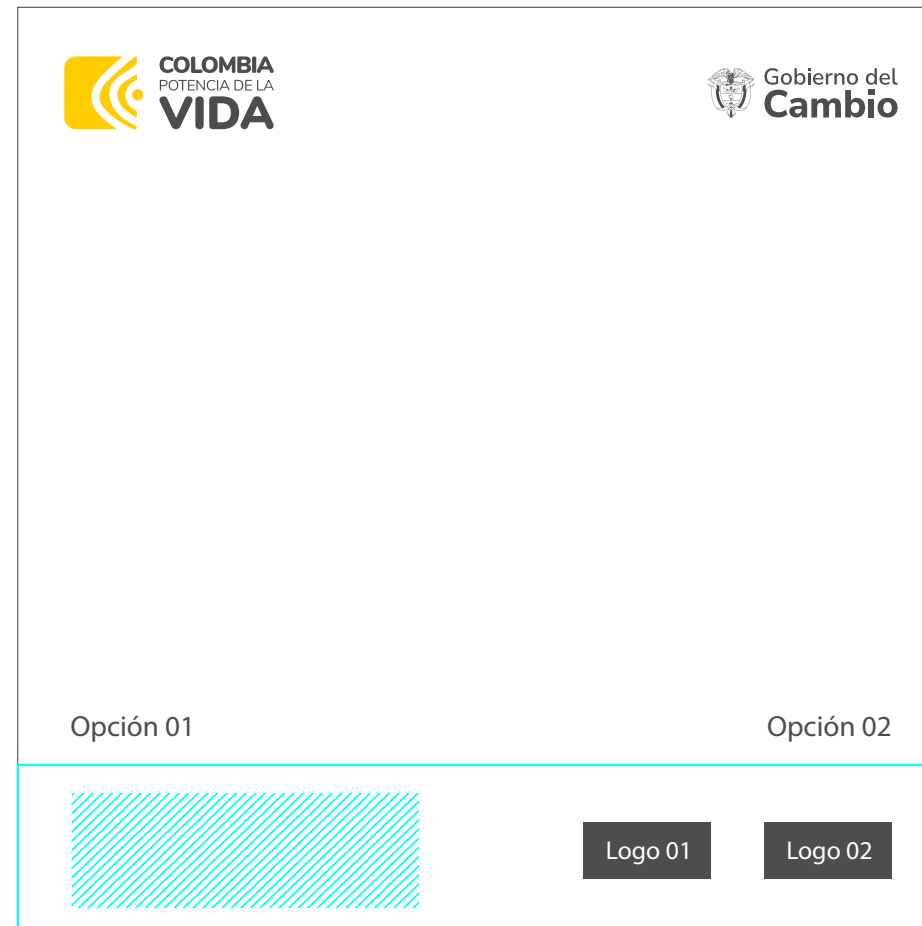 COLOMBIA
POTENCIA DE LA
VIDA
Gobierno del
Cambio
Opción 01
Opción 02
Logo 01
Logo 02